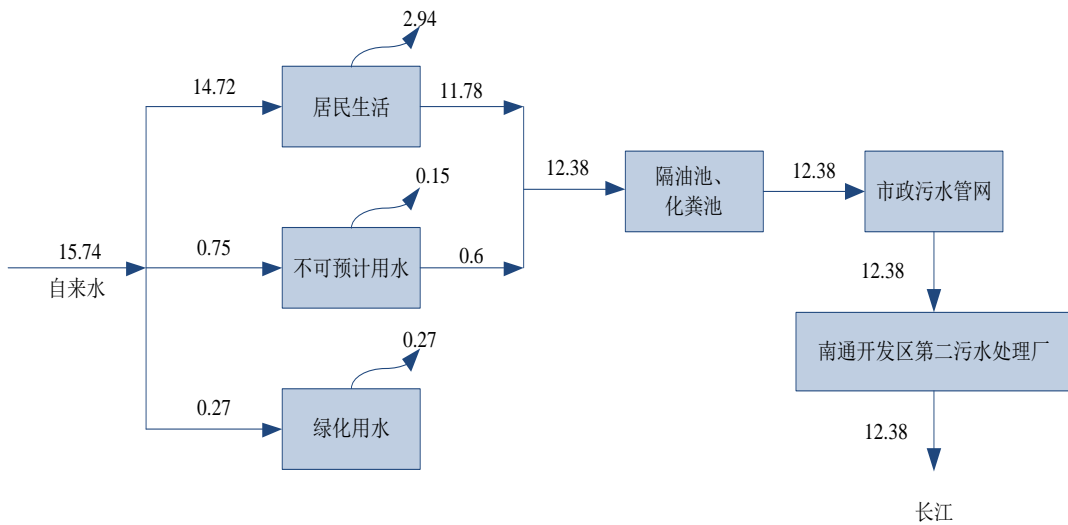 2.94
14.72
居民生活
11.78
0.15
12.38
隔油池、
化粪池
12.38
市政污水管网
15.74
自来水
0.75
不可预计用水
0.6
12.38
0.27
南通开发区第二污水处理厂
0.27
绿化用水
12.38
长江